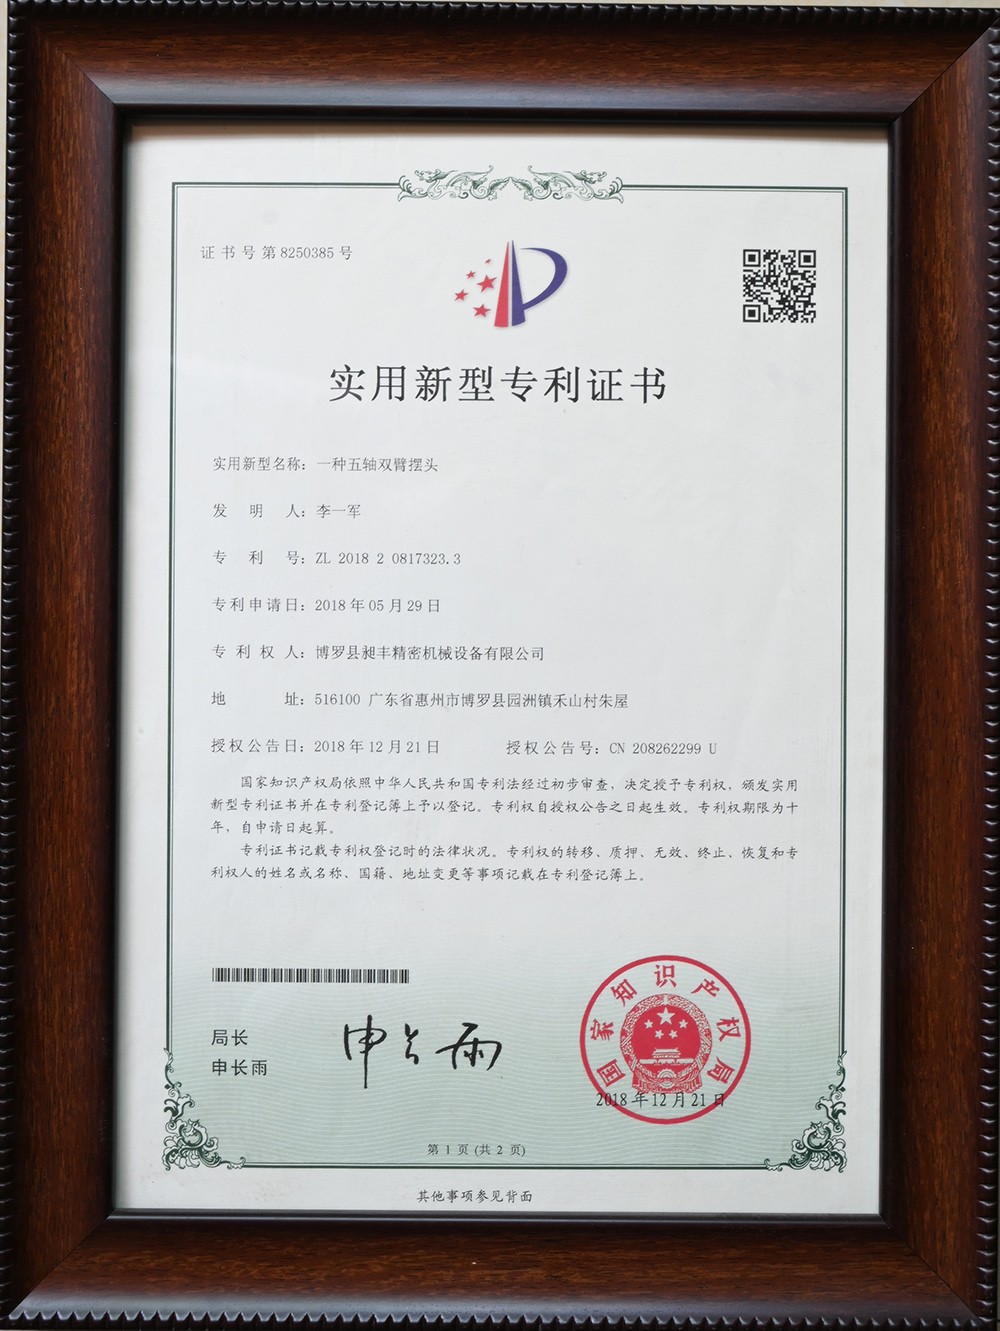 证书号第8250385号
实用新型专利证书
实用新型名称：一种五轴双臂摆头
发明人：李一军
专利号：ZL 2018 2 0817323.3
专利申请日：2018年05月29日
专利权人：博罗县昶丰精密机械设备有限公司
地址：516100 广东省惠州市博罗县园洲镇禾山村朱屋
授权公告日：2018年12月21日 授权公告号：CN 208262299 U
国家知识产权局依照中华人民共和国专利法经过初步审查，决定授予专利权，颁发实用
新型专利证书并在专利登记簿上予以登记。专利权自授权公告之日起生效。专利权期限为十
年，自申请日起算。
专利证书记载专利权登记时的法律状况。专利权的转移、质押、无效、终止、恢复和专
利权人的姓名或名称、国籍、地址变更等事项记载在专利登记簿上。
局长
申长雨
申长雨
国家知识产权局
2018年12月21日
第1页(共2页)
其他事项参见背面